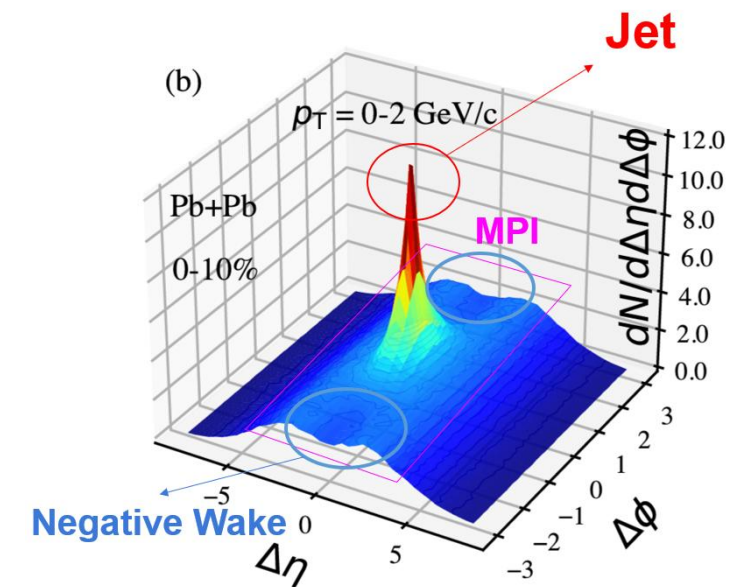 Jet
(b)
pT = 0-2 GeV/c
Pb+Pb
0-10%
MPI
dN/dΔηdΔϕ
12.0
10.0
8.0
6.0
4.0
2.0
0.0
3
2
1
0
−1
−2
−3
Δϕ
−5
0
5
Δη
Negative Wake